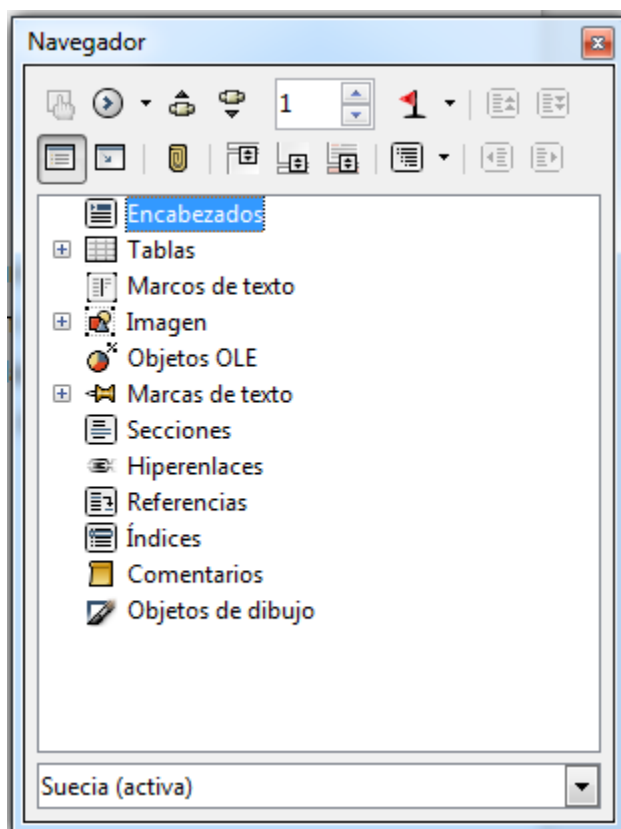 Navegador
1
Encabezados
Tablas
Marcos de texto
Imagen
Objetos OLE
Marcas de texto
Secciones
Hiperenlaces
Referencias
Índices
Comentarios
Objetos de dibujo
Suecia (activa)